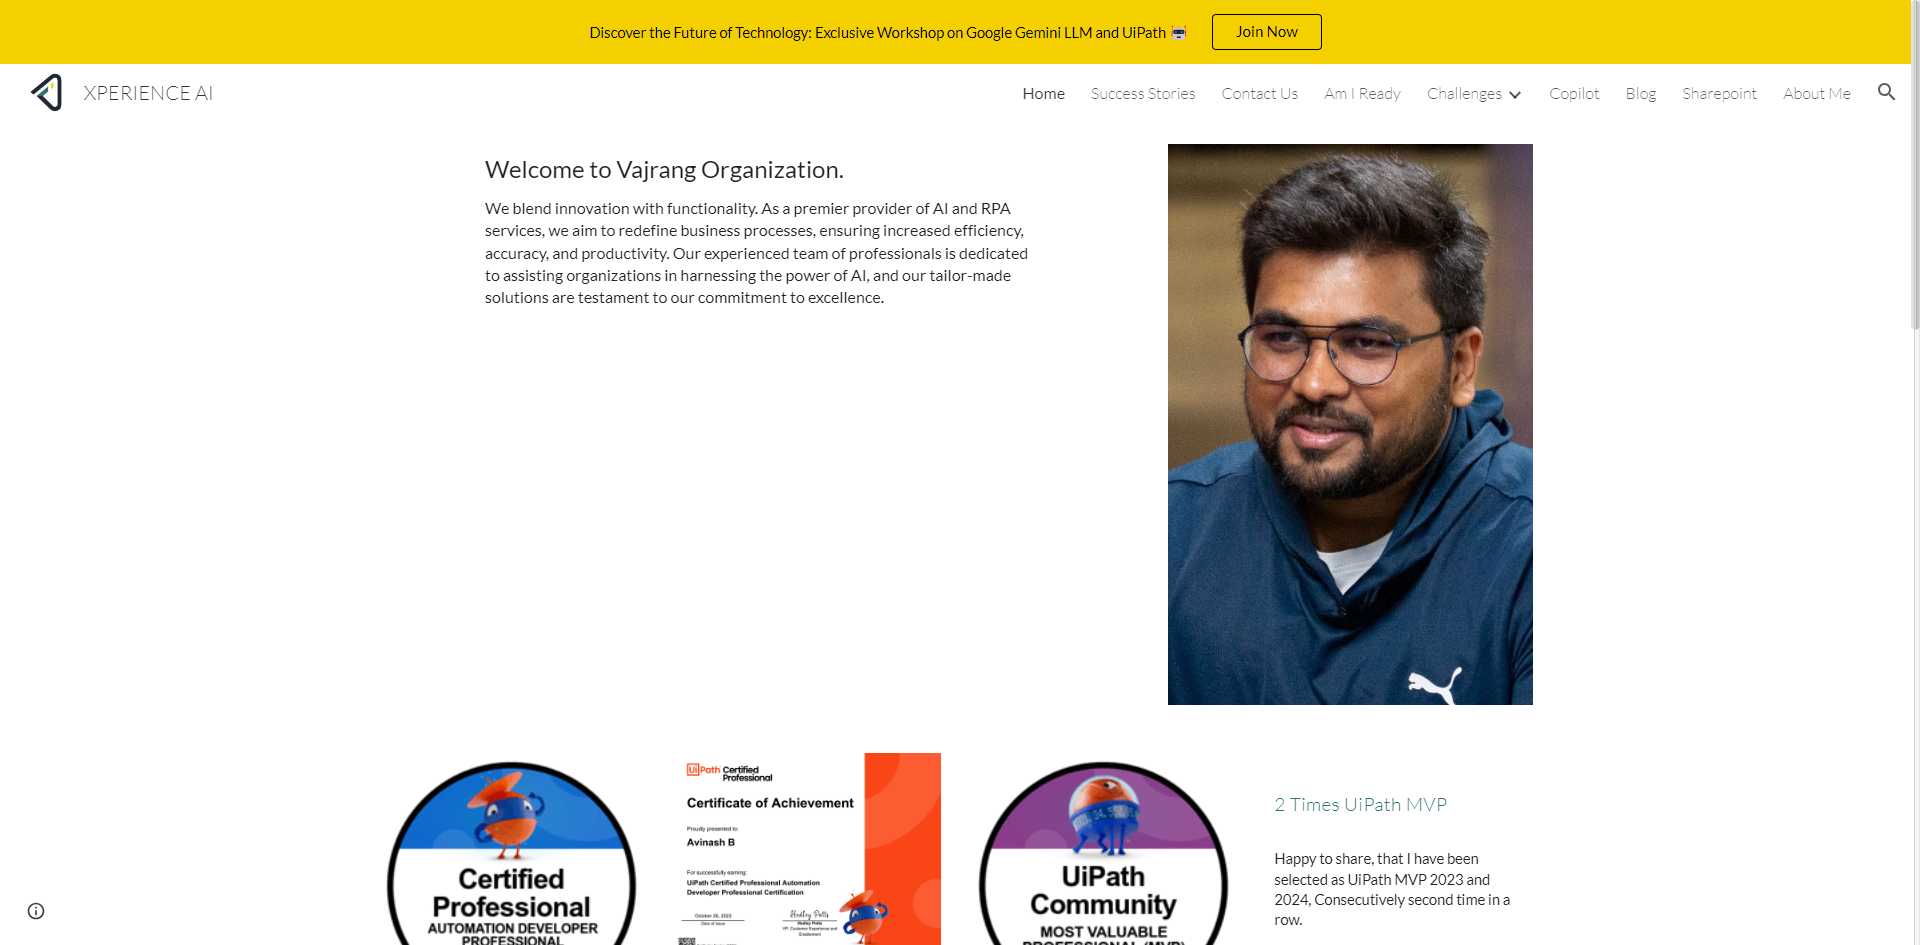 Discover the Future of Technology: Exclusive Workshop on Google Gemini LLM and UiPath
Join Now
XPERIENCE AI
Home
Success Stories
Contact Us
Am I Ready
Challenges
Copilot
Blog
Sharepoint
About Me
Welcome to Vajrang Organization.
We blend innovation with functionality. As a premier provider of AI and RPA
services, we aim to redefine business processes, ensuring increased efficiency,
accuracy, and productivity. Our experienced team of professionals is dedicated
to assisting organizations in harnessing the power of AI, and our tailor-made
solutions are testament to our commitment to excellence.
Certified
Professional
AUTOMATION DEVELOPER
PROFESSIONAL
UiPath Certified
Professional
Certificate of Achievement
Proudly presented to:
Avinash B
For successfully earning:
UiPath Certified Professional Automation
Developer Professional Certification
Date of Issue
Hedley Potts
UiPath
Community
MOST VALUABLE
PROFESSIONAL (MVP)
2 Times UiPath MVP
Happy to share, that I have been
selected as UiPath MVP 2023 and
2024, Consecutively second time in a
row.